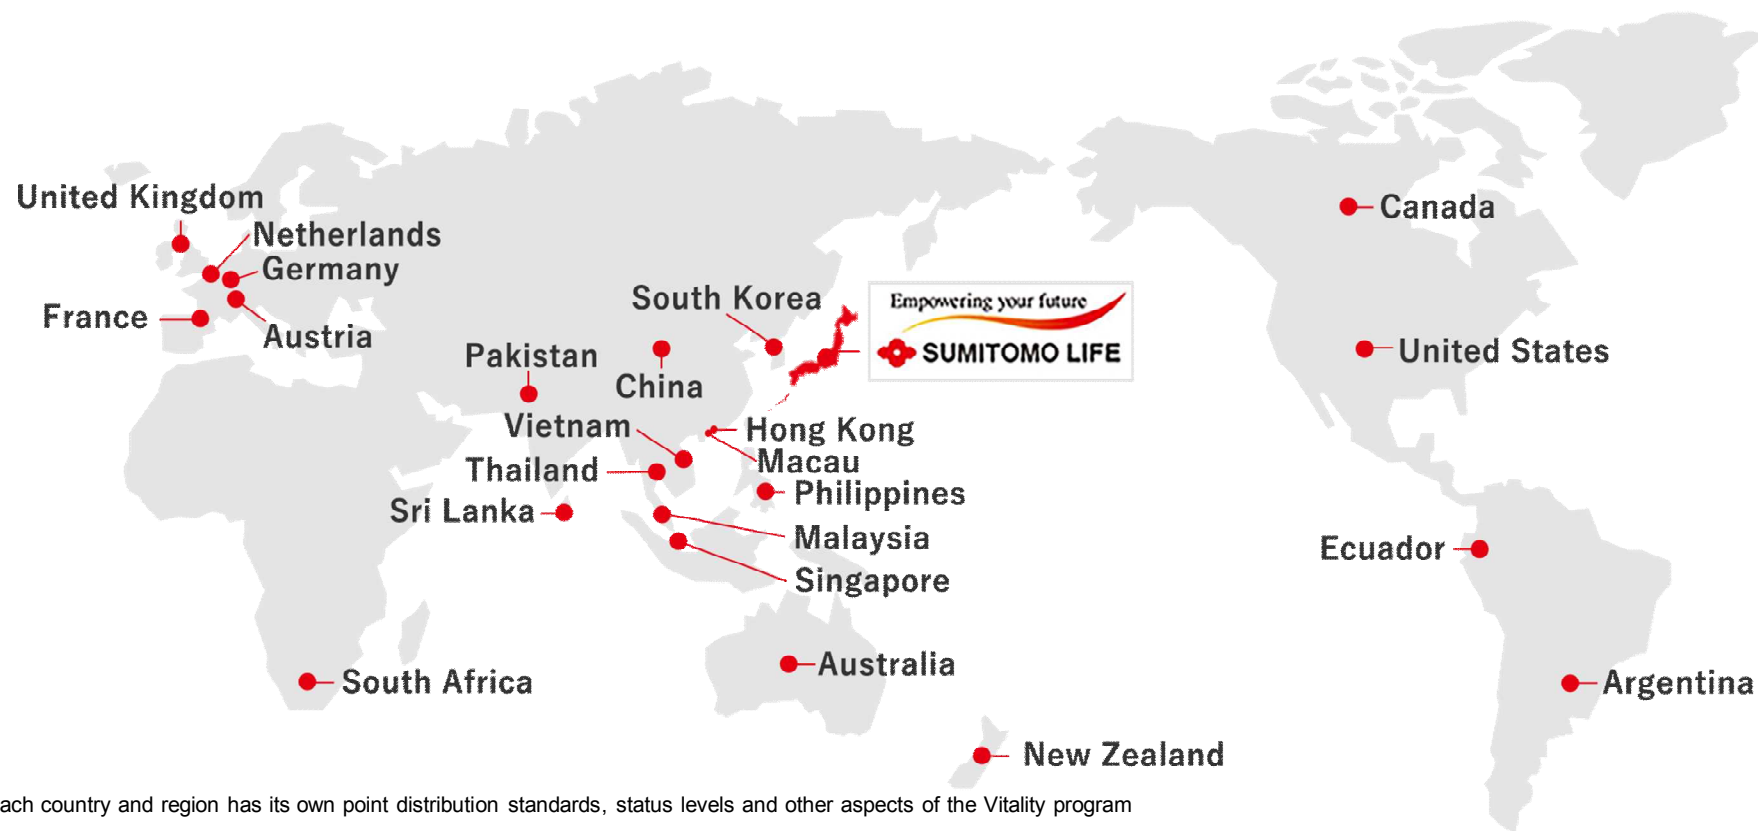 United Kingdom
Netherlands
Germany
France
Austria
South Korea
Pakistan
China
Vietnam
Thailand
Sri Lanka
Empowering your future
SUMITOMO LIFE
Hong Kong
Macau
Philippines
Malaysia
Singapore
South Africa
Australia
New Zealand
Canada
United States
Ecuador
Argentina
ach country and region has its own point distribution standards, status levels and other aspects of the Vitality program